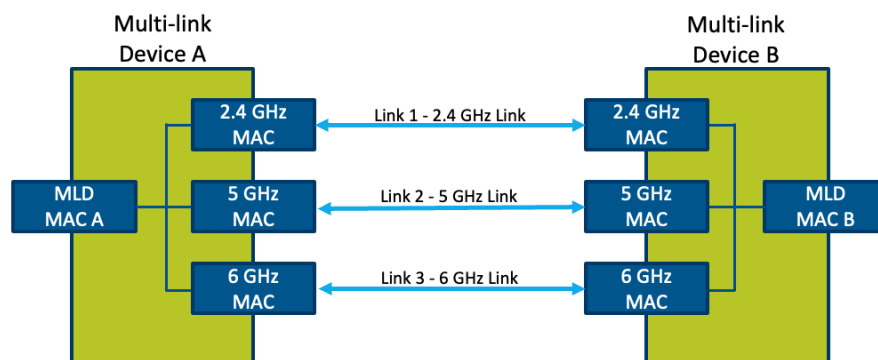 Multi-link
Device A
Multi-link
Device B
2.4 GHz
MAC
Link 1 - 2.4 GHz Link
2.4 GHz
MAC
MLD
MAC A
5 GHz
MAC
Link 2 - 5 GHz Link
5 GHz
MAC
MLD
MAC B
6 GHz
MAC
Link 3 - 6 GHz Link
6 GHz
MAC